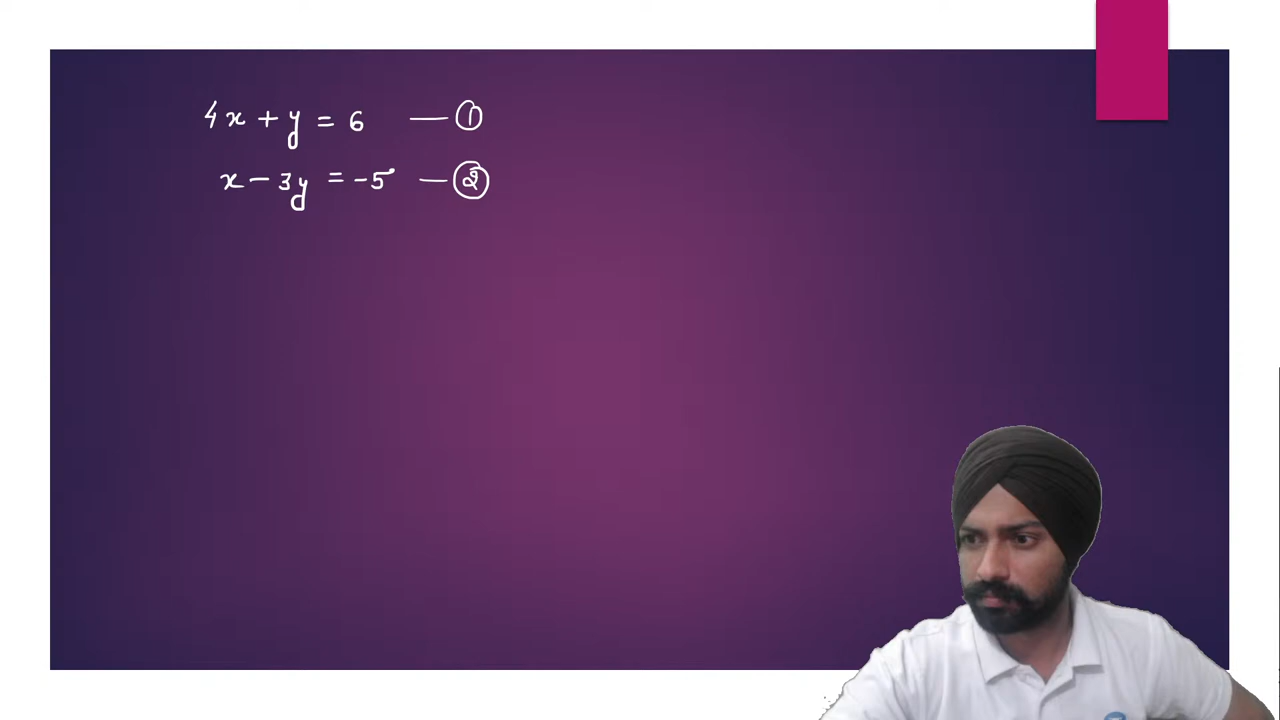 4x + y = 6 — ①
x - 3y = -5 — ②